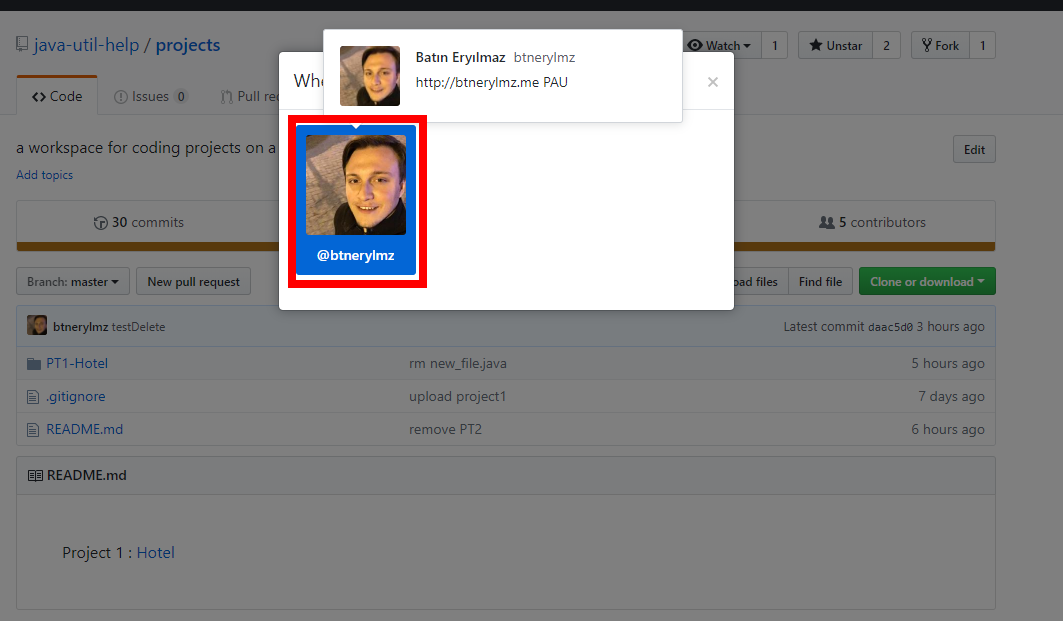 java-util-help / projects
Watch 1 Unstar 2 Fork 1
Batın Eryılmaz btnerylmz
http://btnerylmz.me PAU
Code Issues 0 Pull
a workspace for coding projects on a
Edit
Add topics
@btnerylmz
30 commits
5 contributors
Branch: master New pull request
files Find file Clone or download
btnerylmz testDelete Latest commit daac5d0 3 hours ago
PT1-Hotel rm new_file.java 5 hours ago
.gitignore upload project1 7 days ago
README.md remove PT2 6 hours ago
README.md
Project 1 : Hotel